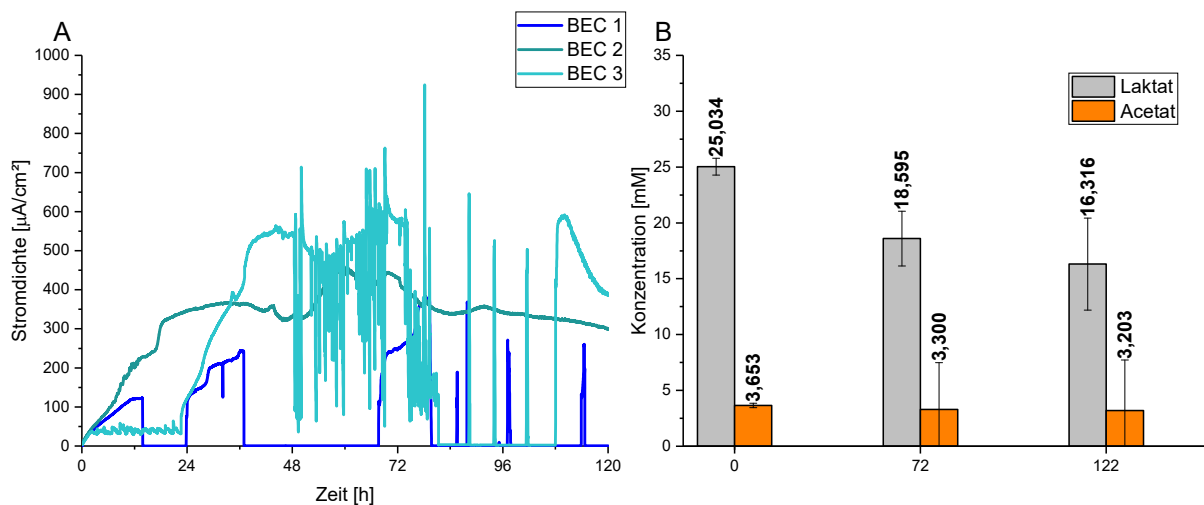 A
BEC 1
BEC 2
BEC 3
1000
900
800
700
600
500
400
300
200
100
0
Stromdichte [µA/cm²]
0 24 48 72 96 120
Zeit [h]
B
Laktat
Acetat
35
30
25
20
15
10
5
0
Konzentration [mM]
25,034
3,653
18,595
3,300
16,316
3,203
0 72 122